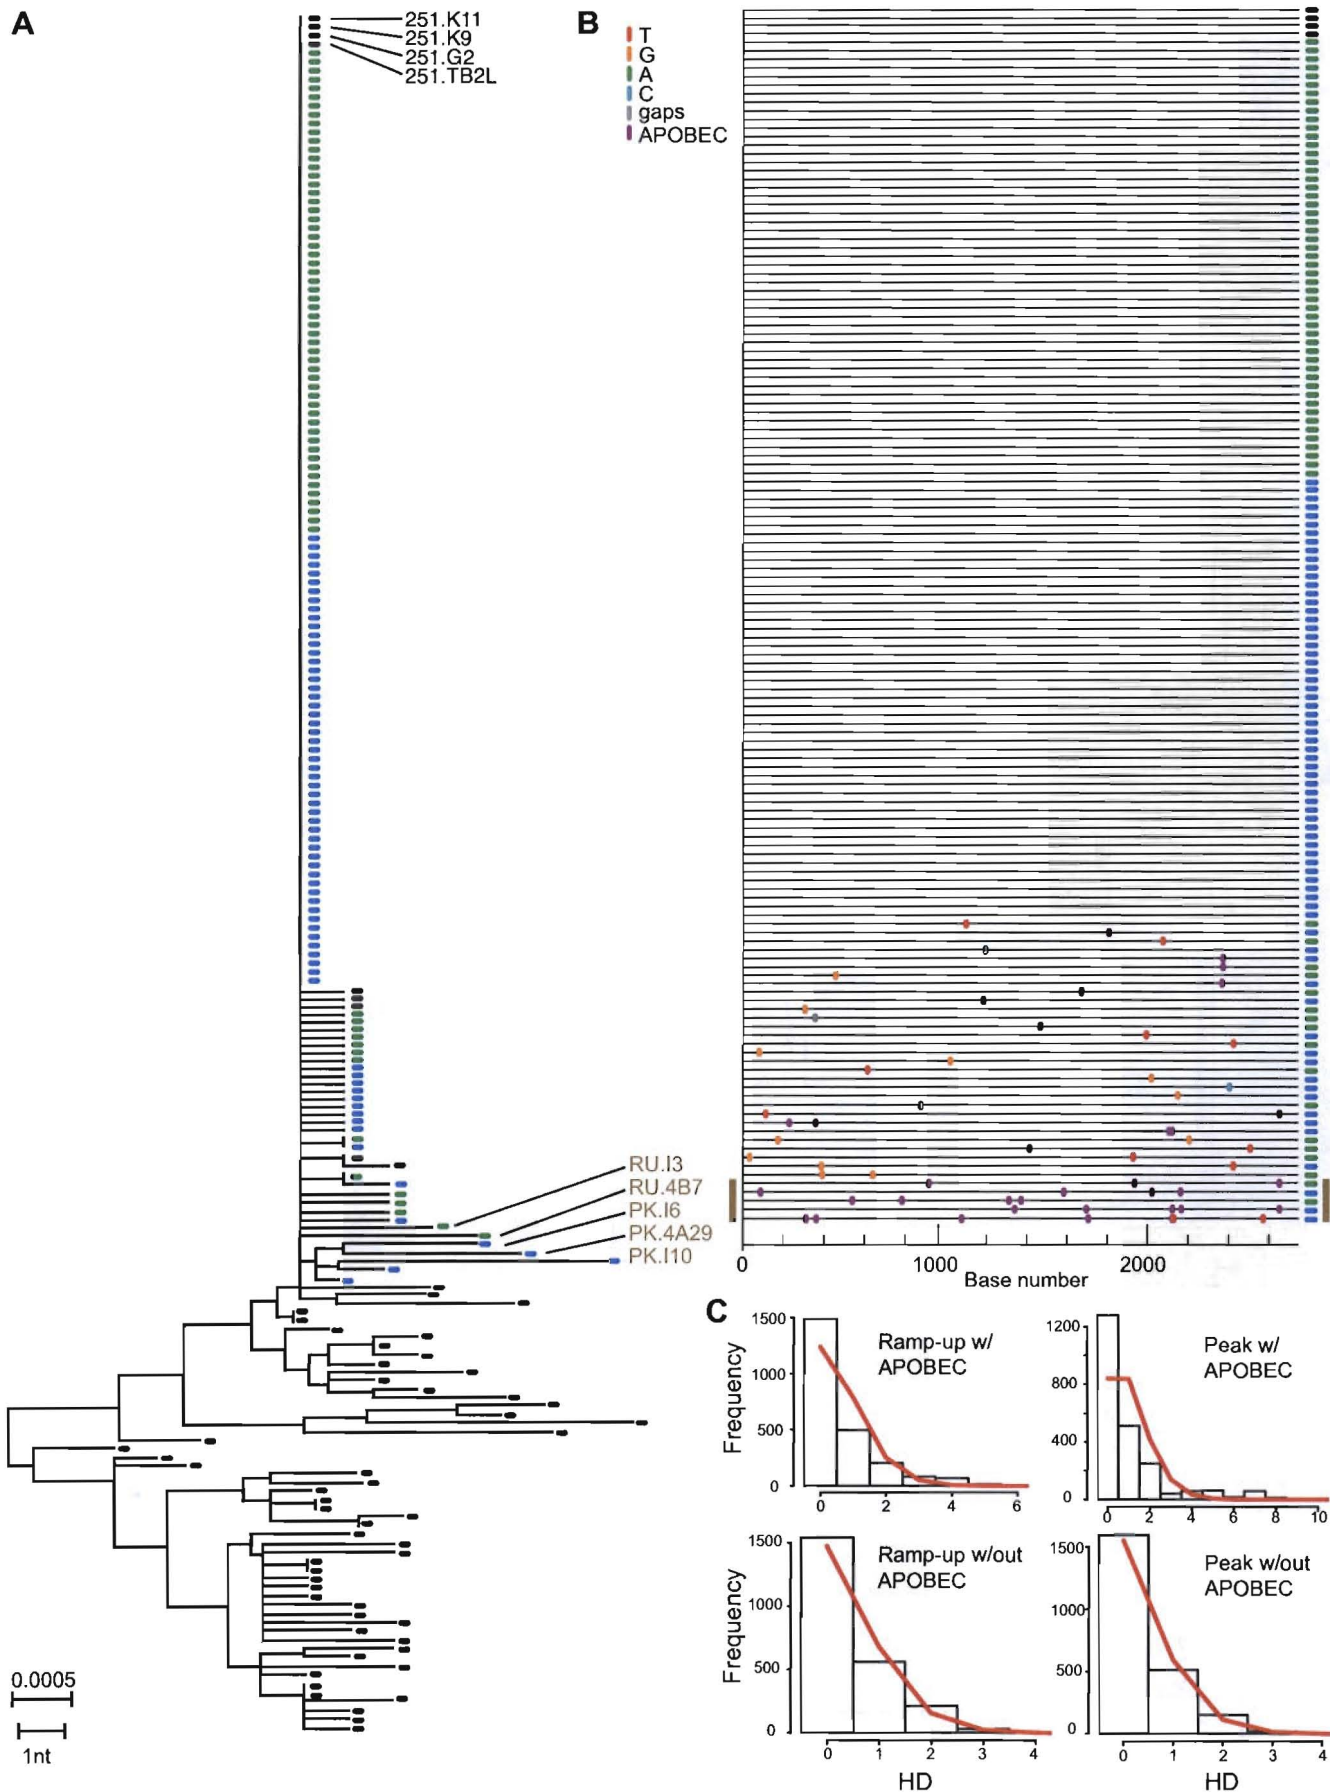 A
251.K11
251.K9
251.G2
251.TB2L
RU.I3
RU.4B7
PK.I6
PK.4A29
PK.I10
0.0005
1nt
B
T
G
A
C
gaps
APOBEC
0 1000 2000
Base number
C
Frequency
1500
1000
500
0
Ramp-up w/
APOBEC
0 2 4 6
1200
800
400
0
Peak w/
APOBEC
0 2 4 6 8 10
Frequency
1500
1000
500
0
Ramp-up w/out
APOBEC
0 1 2 3 4
HD
1500
1000
500
0
Peak w/out
APOBEC
0 1 2 3 4
HD